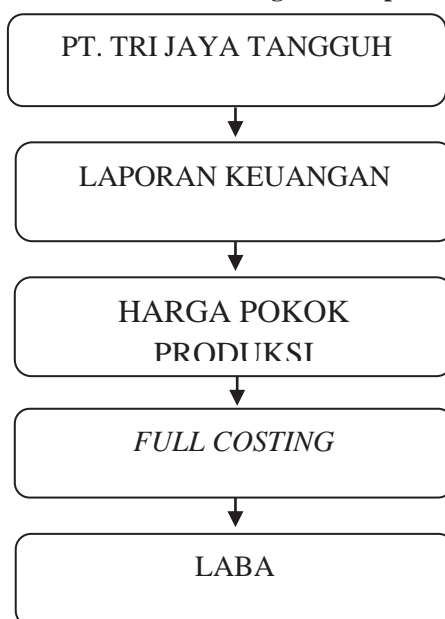 PT. TRI JAYA TANGGUH
LAPORAN KEUANGAN
HARGA POKOK
PRODUKSI
FULL COSTING
LABA